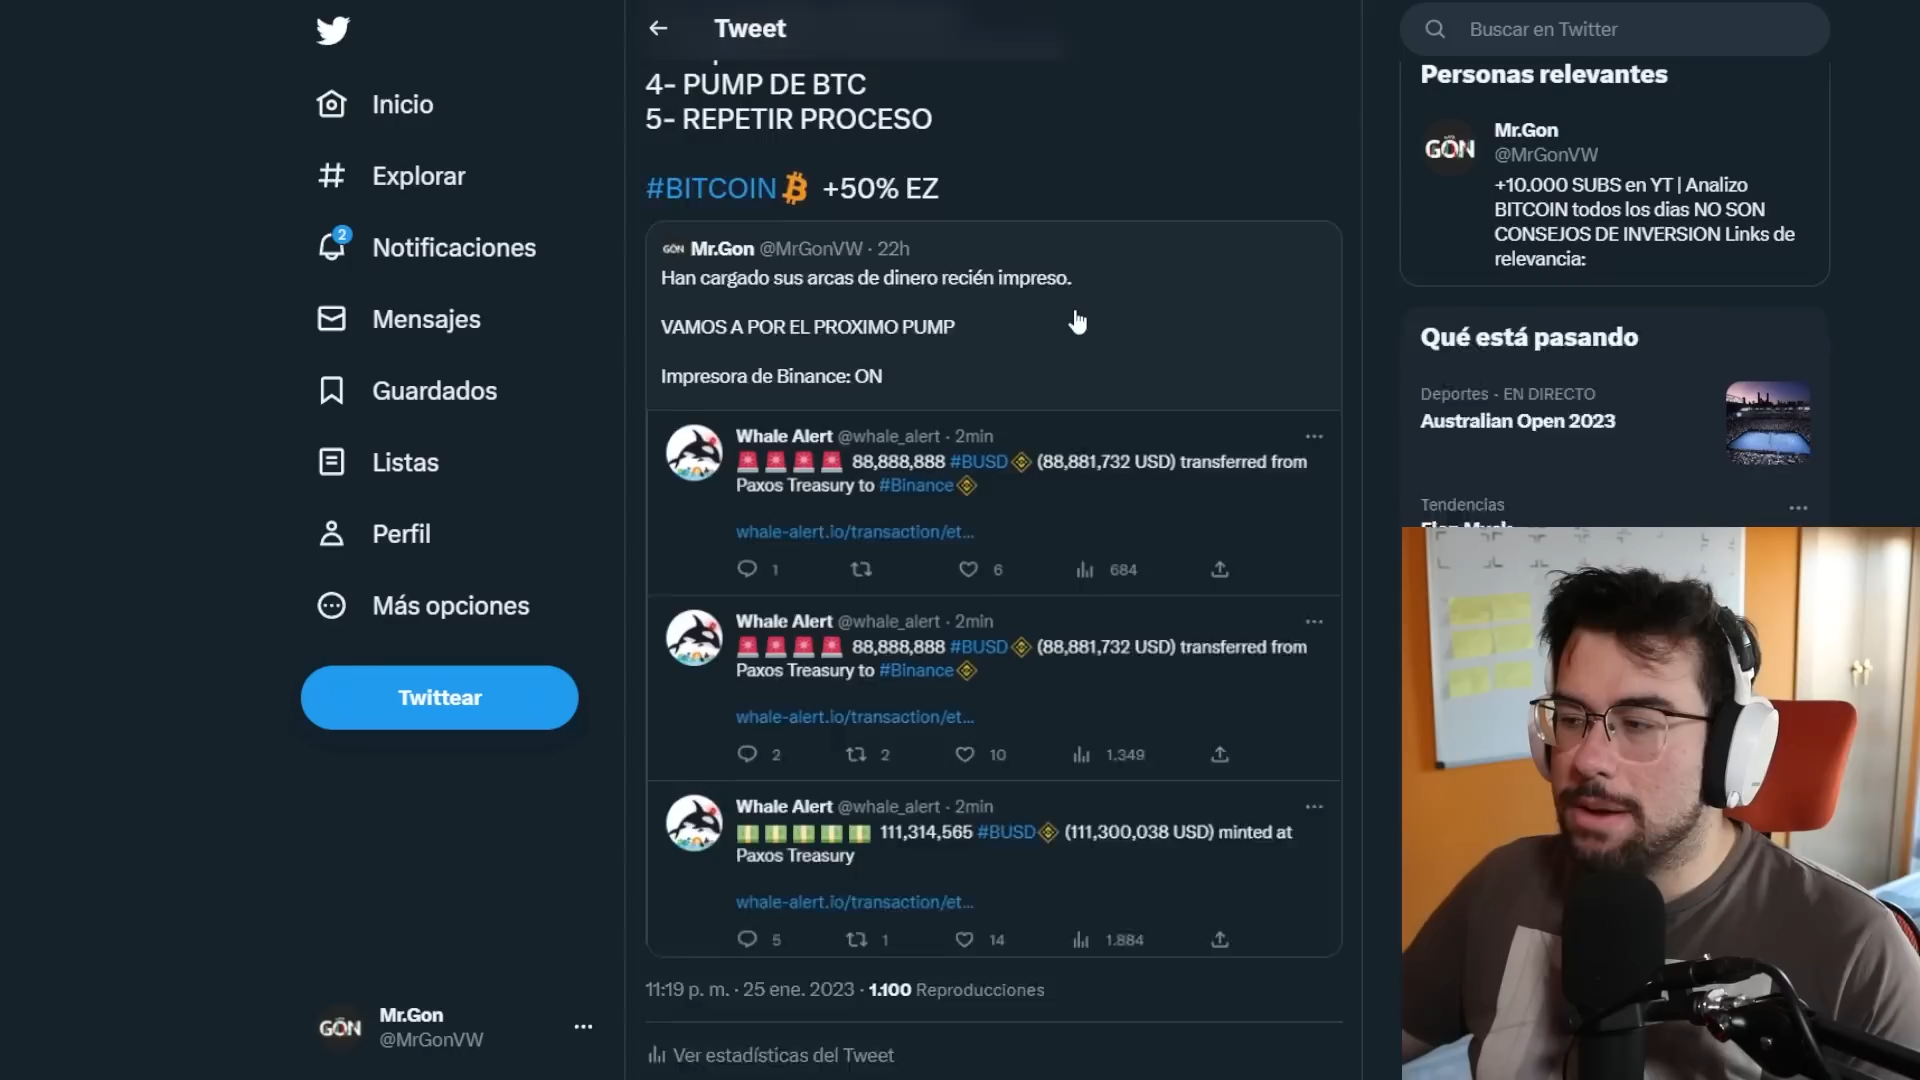 Tweet
4- PUMP DE BTC
5- REPETIR PROCESO
#BITCOIN +50% EZ
GŌN Mr.Gon @MrGonVW · 22h
Han cargado sus arcas de dinero recién impreso.
VAMOS A POR EL PROXIMO PUMP
Impresora de Binance: ON
Whale Alert @whale_alert · 2min
88,888,888 #BUSD (88,881,732 USD) transferred from
Paxos Treasury to #Binance
whale-alert.io/transaction/et...
1 6 684
Whale Alert @whale_alert · 2min
88,888,888 #BUSD (88,881,732 USD) transferred from
Paxos Treasury to #Binance
whale-alert.io/transaction/et...
2 2 10 1.349
Whale Alert @whale_alert · 2min
111,314,565 #BUSD (111,300,038 USD) minted at
Paxos Treasury
whale-alert.io/transaction/et...
5 1 14 1.884
11:19 p. m. · 25 ene. 2023 · 1.100 Reproducciones
Ver estadísticas del Tweet
Inicio
Explorar
2
Notificaciones
Mensajes
Guardados
Listas
Perfil
Más opciones
Twittear
GŌN Mr.Gon
@MrGonVW
Buscar en Twitter
Personas relevantes
GŌN Mr.Gon
@MrGonVW
+10.000 SUBS en YT | Analizo
BITCOIN todos los dias NO SON
CONSEJOS DE INVERSION Links de
relevancia:
Qué está pasando
Deportes · EN DIRECTO
Australian Open 2023
Tendencias